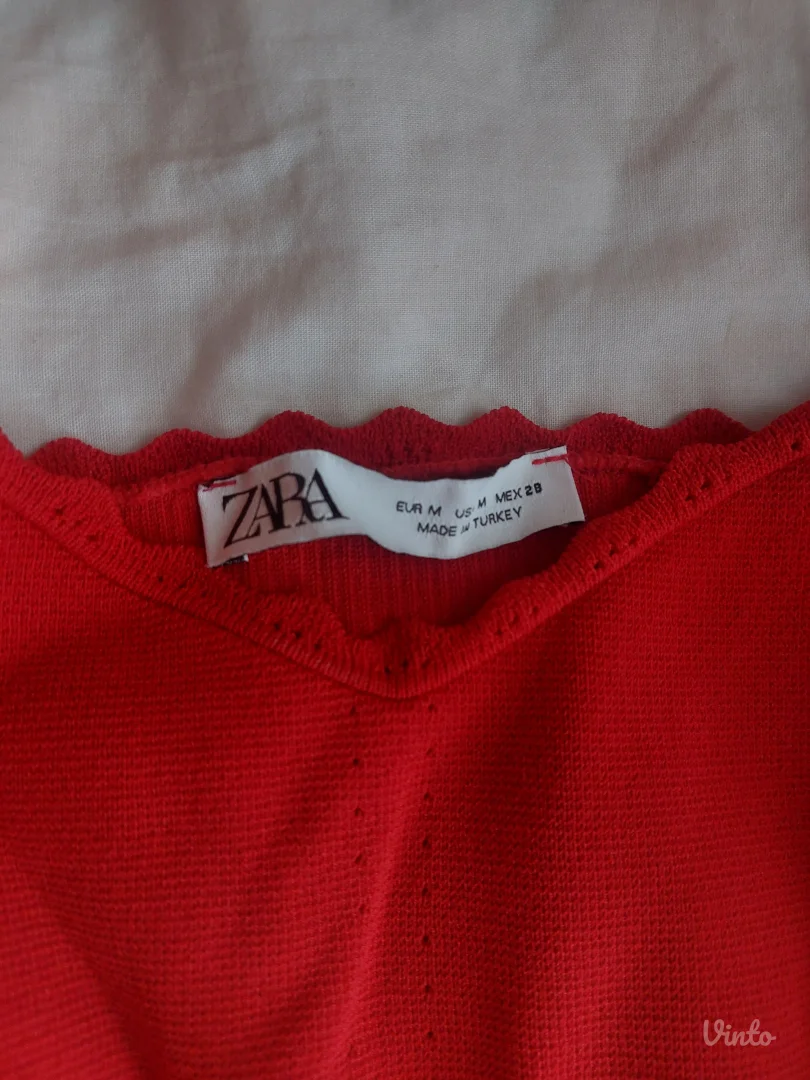 ZARA
EUR M US M MEX 28
MADE IN TURKEY
Vinto